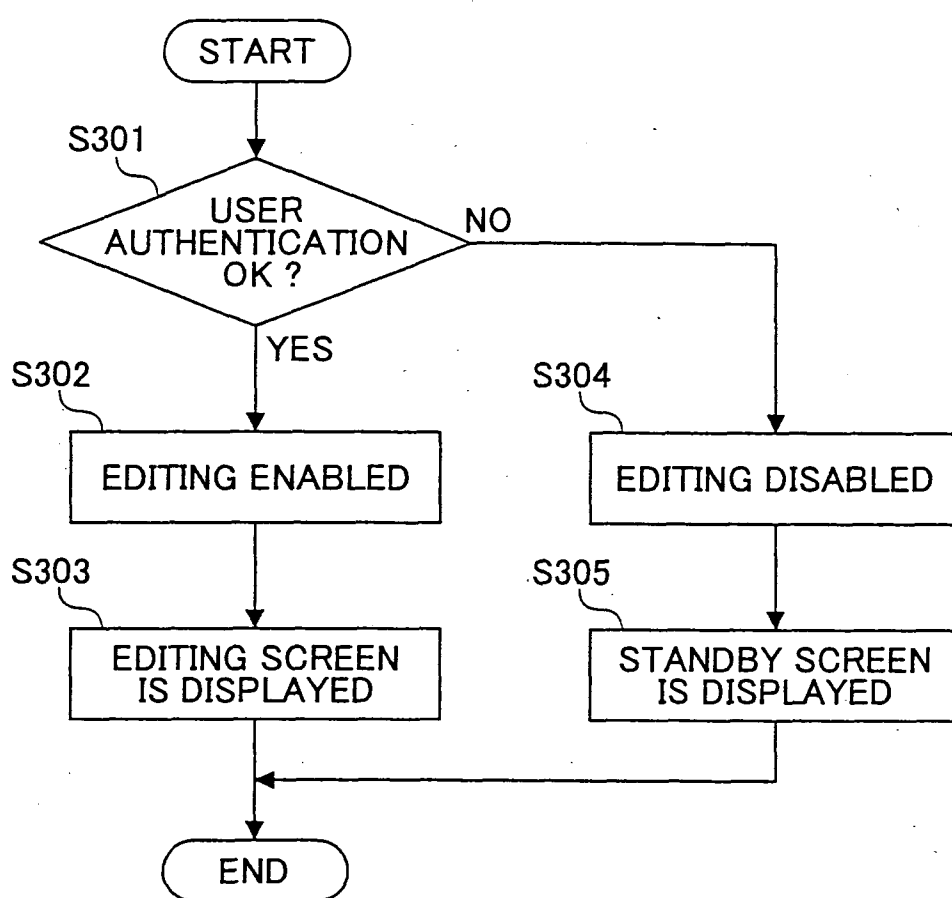 START
S301
USER
AUTHENTICATION
OK ?
NO
YES
S302
EDITING ENABLED
S304
EDITING DISABLED
S303
EDITING SCREEN
IS DISPLAYED
S305
STANDBY SCREEN
IS DISPLAYED
END